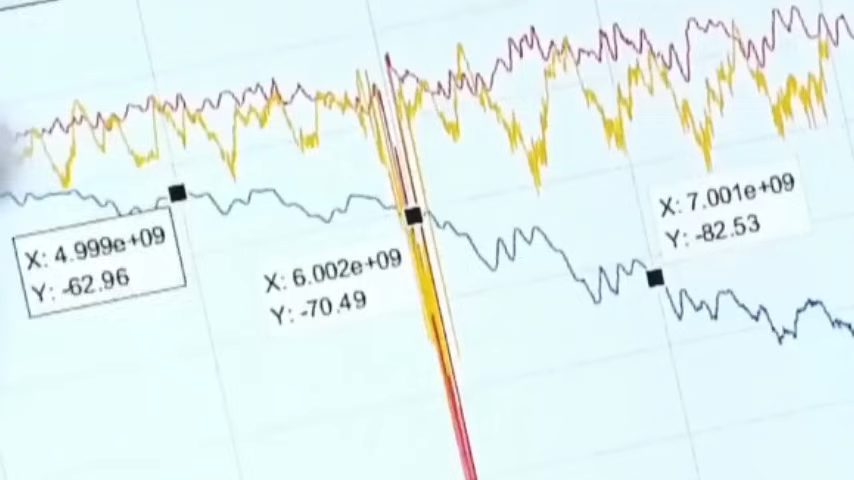 X: 4.999e+09
Y: -62.96
X: 6.002e+09
Y: -70.49
X: 7.001e+09
Y: -82.53